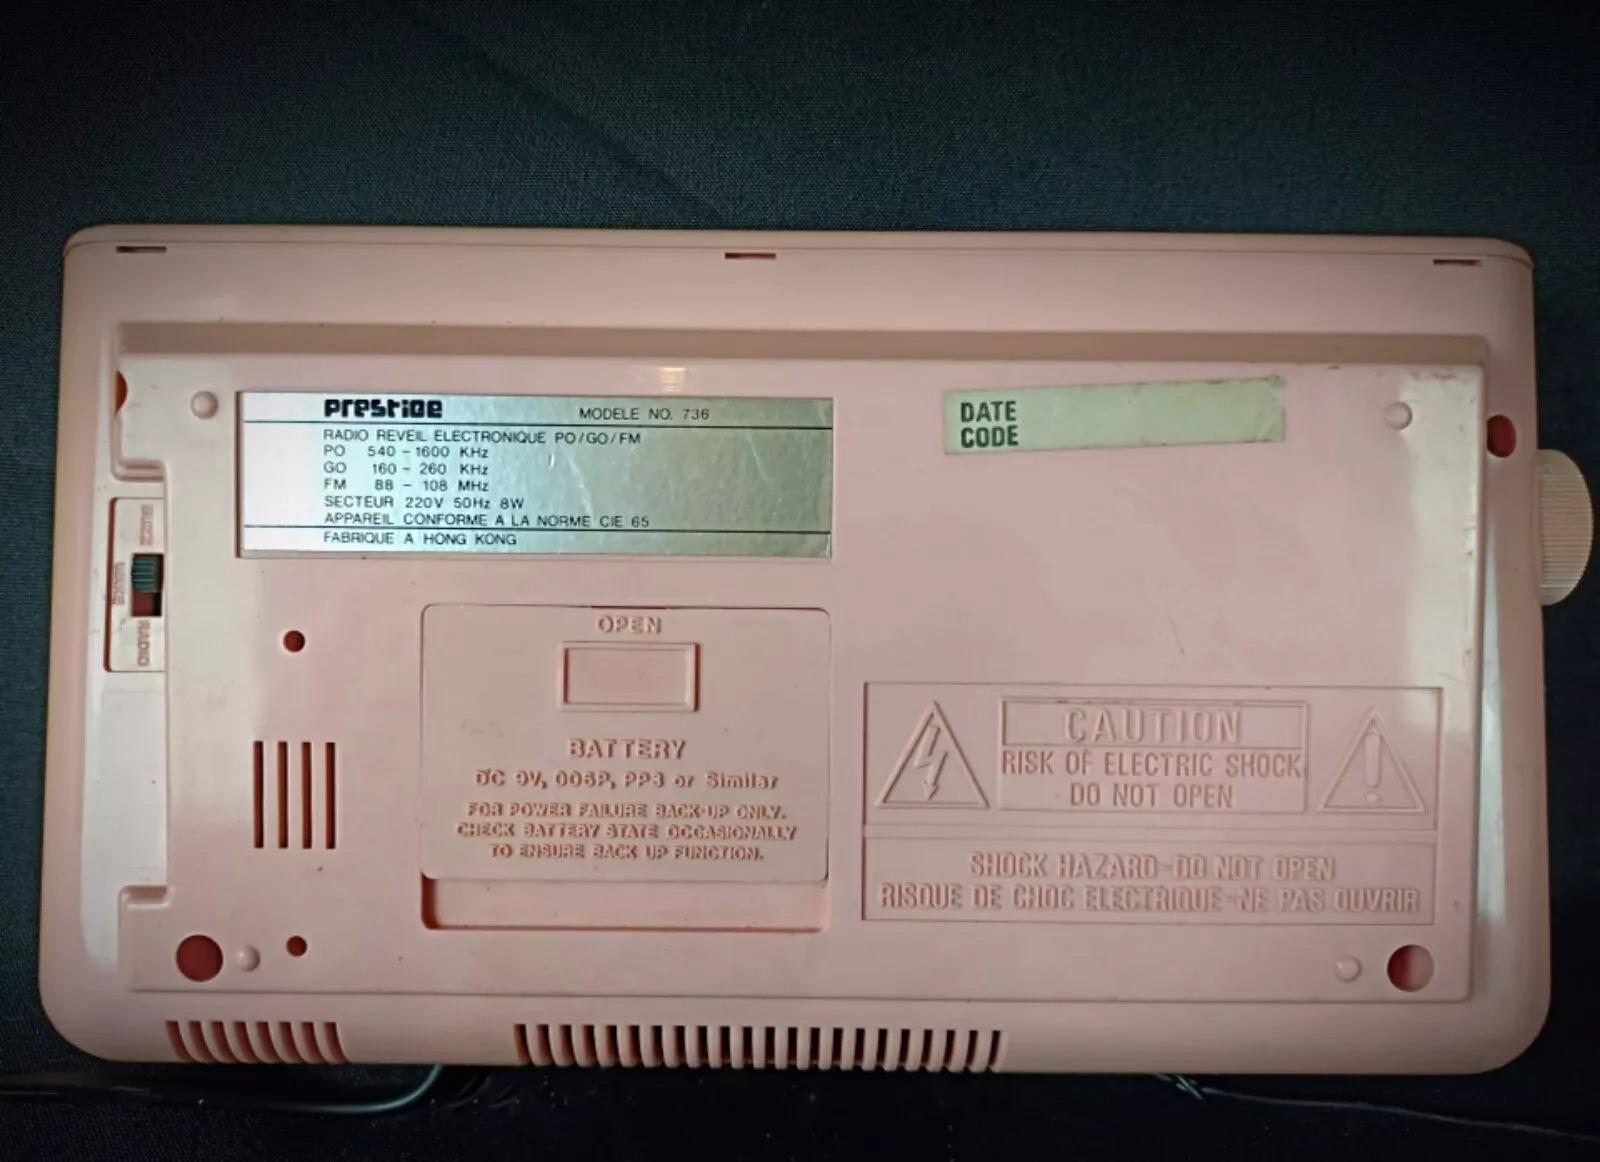 Prestige MODELE NO. 736
RADIO REVEIL ELECTRONIQUE PO/GO/FM
PO 540 - 1600 KHz
GO 160 - 260 KHz
FM 88 - 108 MHz
SECTEUR 220V 50Hz 8W
APPAREIL CONFORME A LA NORME CIE 65
FABRIQUE A HONG KONG
DATE
CODE
RADIO
OPEN
BATTERY
DC 9V, 006P, PP3 or Similar
FOR POWER FAILURE BACK-UP ONLY.
CHECK BATTERY STATE OCCASIONALLY
TO ENSURE BACK UP FUNCTION.
CAUTION
RISK OF ELECTRIC SHOCK
DO NOT OPEN
SHOCK HAZARD-DO NOT OPEN
RISQUE DE CHOC ELECTRIQUE-NE PAS OUVRIR